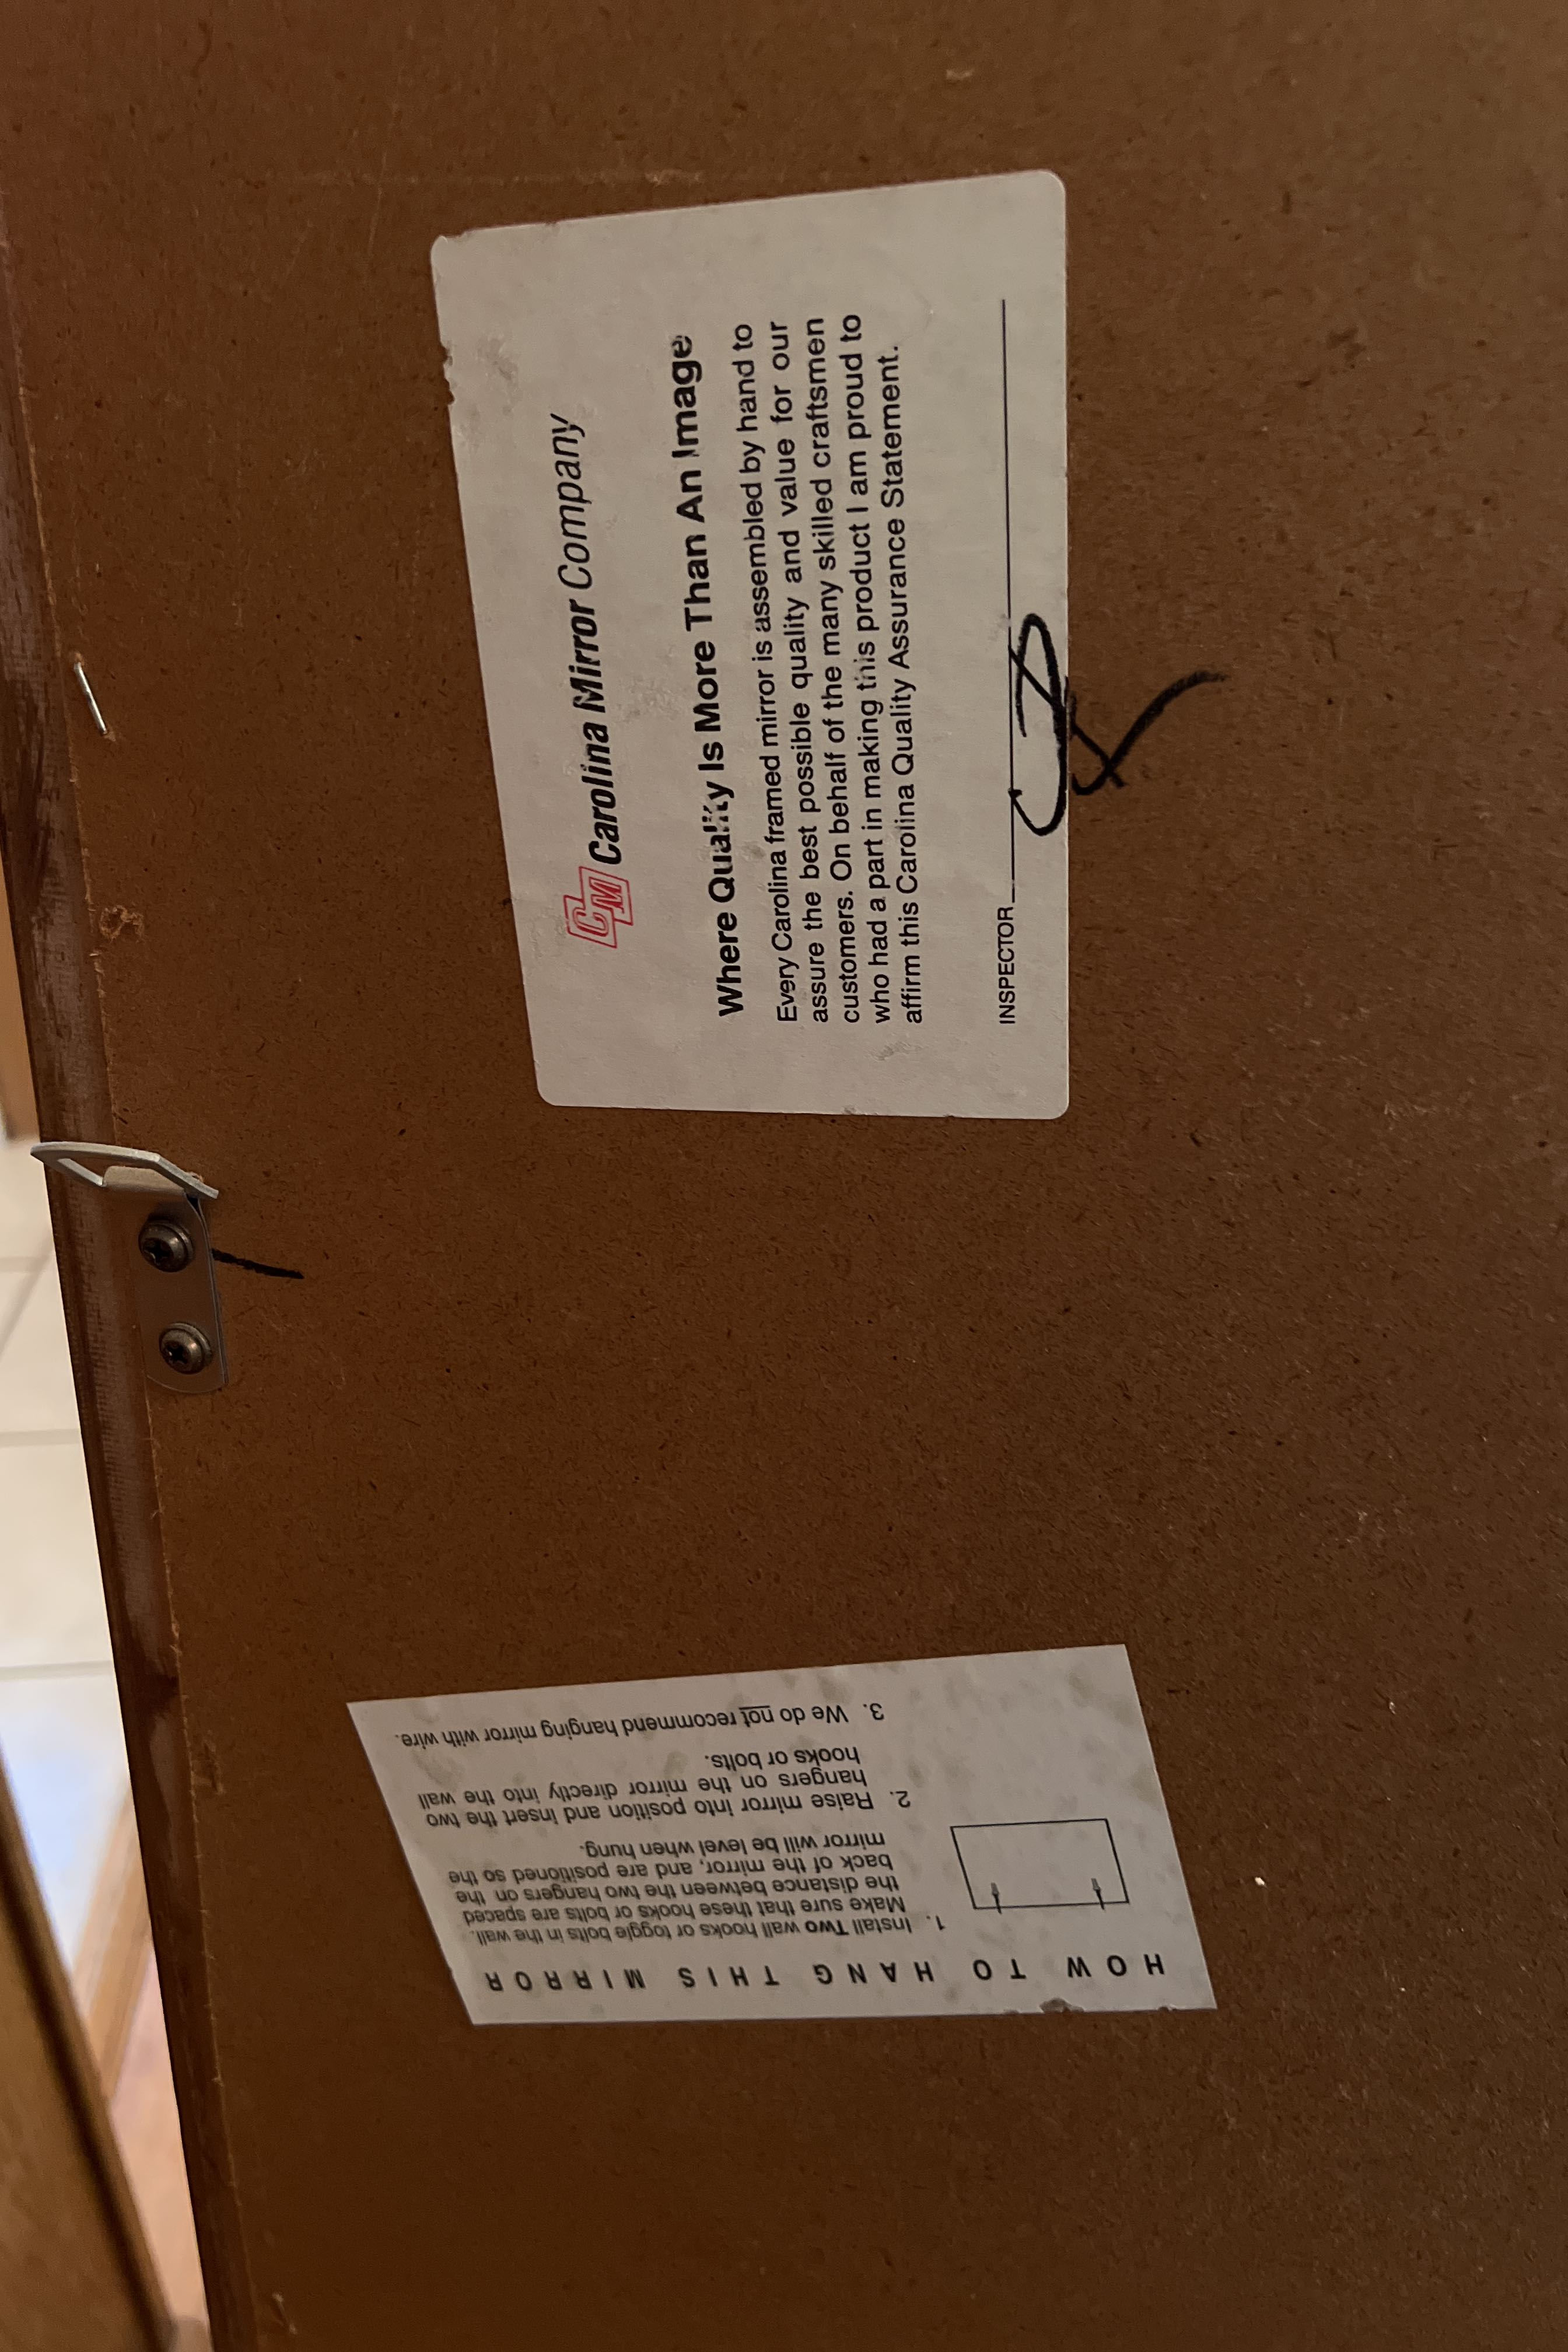 CM Carolina Mirror Company
Where Quality Is More Than An Image
Every Carolina framed mirror is assembled by hand to
assure the best possible quality and value for our
customers. On behalf of the many skilled craftsmen
who had a part in making this product I am proud to
affirm this Carolina Quality Assurance Statement.
INSPECTOR
HOW TO HANG THIS MIRROR
1. Install Two wall hooks or toggle bolts in the wall.
Make sure that these hooks or bolts are spaced
the distance between the two hangers on the
back of the mirror, and are positioned so the
mirror will be level when hung.
2. Raise mirror into position and insert the two
hangers on the mirror directly into the wall
hooks or bolts.
3. We do not recommend hanging mirror with wire.